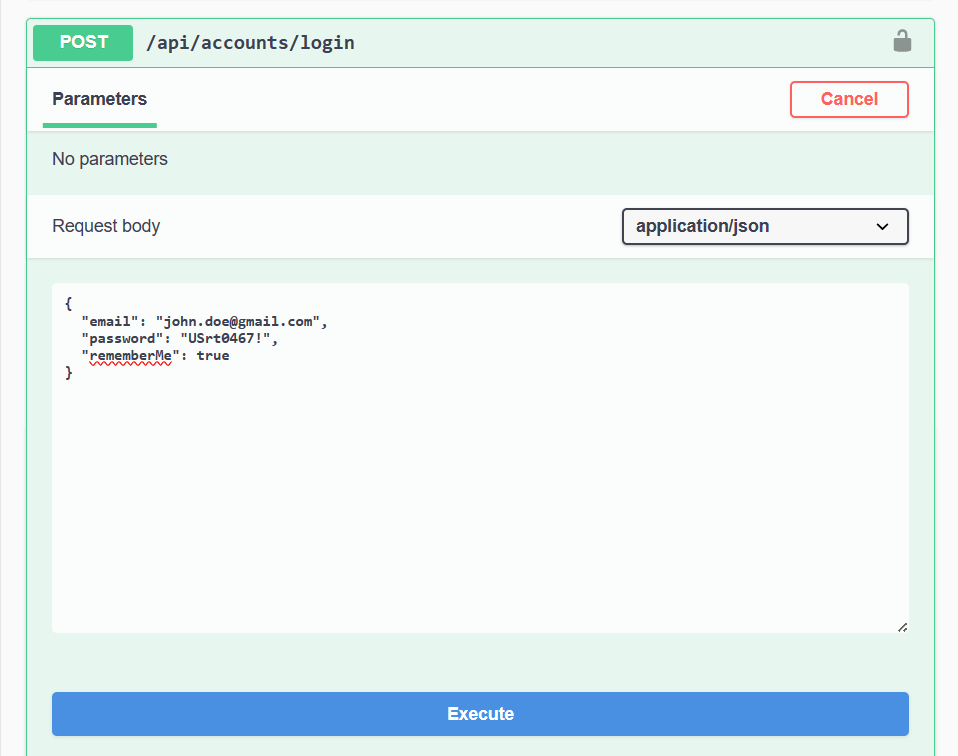 POST /api/accounts/login
Parameters
Cancel
No parameters
Request body
application/json
{
  "email": "john.doe@gmail.com",
  "password": "USrt0467!",
  "rememberMe": true
}
Execute